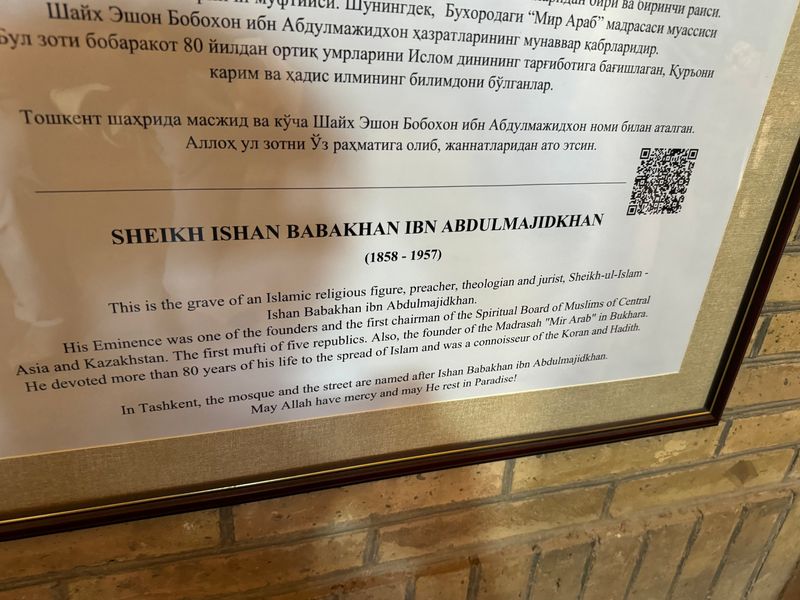 муфтийси. Шунингдек, Бухородаги “Мир Араб” мадрасаси муассиси
Шайх Эшон Бобохон ибн Абдулмажидхон ҳазратларининг мунаввар қабрларидир.
Бул зоти бобаракот 80 йилдан ортиқ умрларини Ислом динининг тарғиботига бағишлаган, Қуръони
карим ва ҳадис илмининг билимдони бўлганлар.
Тошкент шаҳрида масжид ва кўча Шайх Эшон Бобохон ибн Абдулмажидхон номи билан аталган.
Аллоҳ ул зотни Ўз раҳматига олиб, жаннатларидан ато этсин.
SHEIKH ISHAN BABAKHAN IBN ABDULMAJIDKHAN
(1858 - 1957)
This is the grave of an Islamic religious figure, preacher, theologian and jurist, Sheikh-ul-Islam -
Ishan Babakhan ibn Abdulmajidkhan.
His Eminence was one of the founders and the first chairman of the Spiritual Board of Muslims of Central
Asia and Kazakhstan. The first mufti of five republics. Also, the founder of the Madrasah "Mir Arab" in Bukhara.
He devoted more than 80 years of his life to the spread of Islam and was a connoisseur of the Koran and Hadith.
In Tashkent, the mosque and the street are named after Ishan Babakhan ibn Abdulmajidkhan.
May Allah have mercy and may He rest in Paradise!